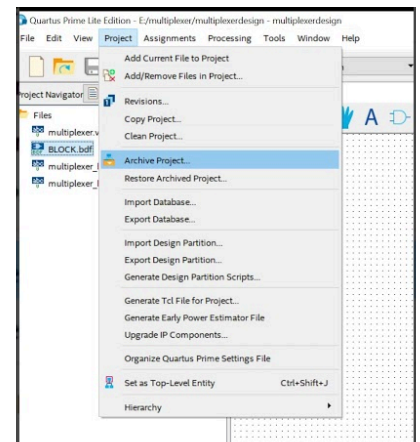 Quartus Prime Lite Edition - E:/multiplexer/multiplexerdesign - multiplexerdesign
File Edit View Project Assignments Processing Tools Window Help
Project Navigator
Files
multiplexer.v
BLOCK.bdf
multiplexer_
multiplexer_
Add Current File to Project
Add/Remove Files in Project...
Revisions...
Copy Project...
Clean Project...
Archive Project...
Restore Archived Project...
Import Database...
Export Database...
Import Design Partition...
Export Design Partition...
Generate Design Partition Scripts...
Generate Tcl File for Project...
Generate Early Power Estimator File
Upgrade IP Components...
Organize Quartus Prime Settings File
Set as Top-Level Entity Ctrl+Shift+J
Hierarchy
A